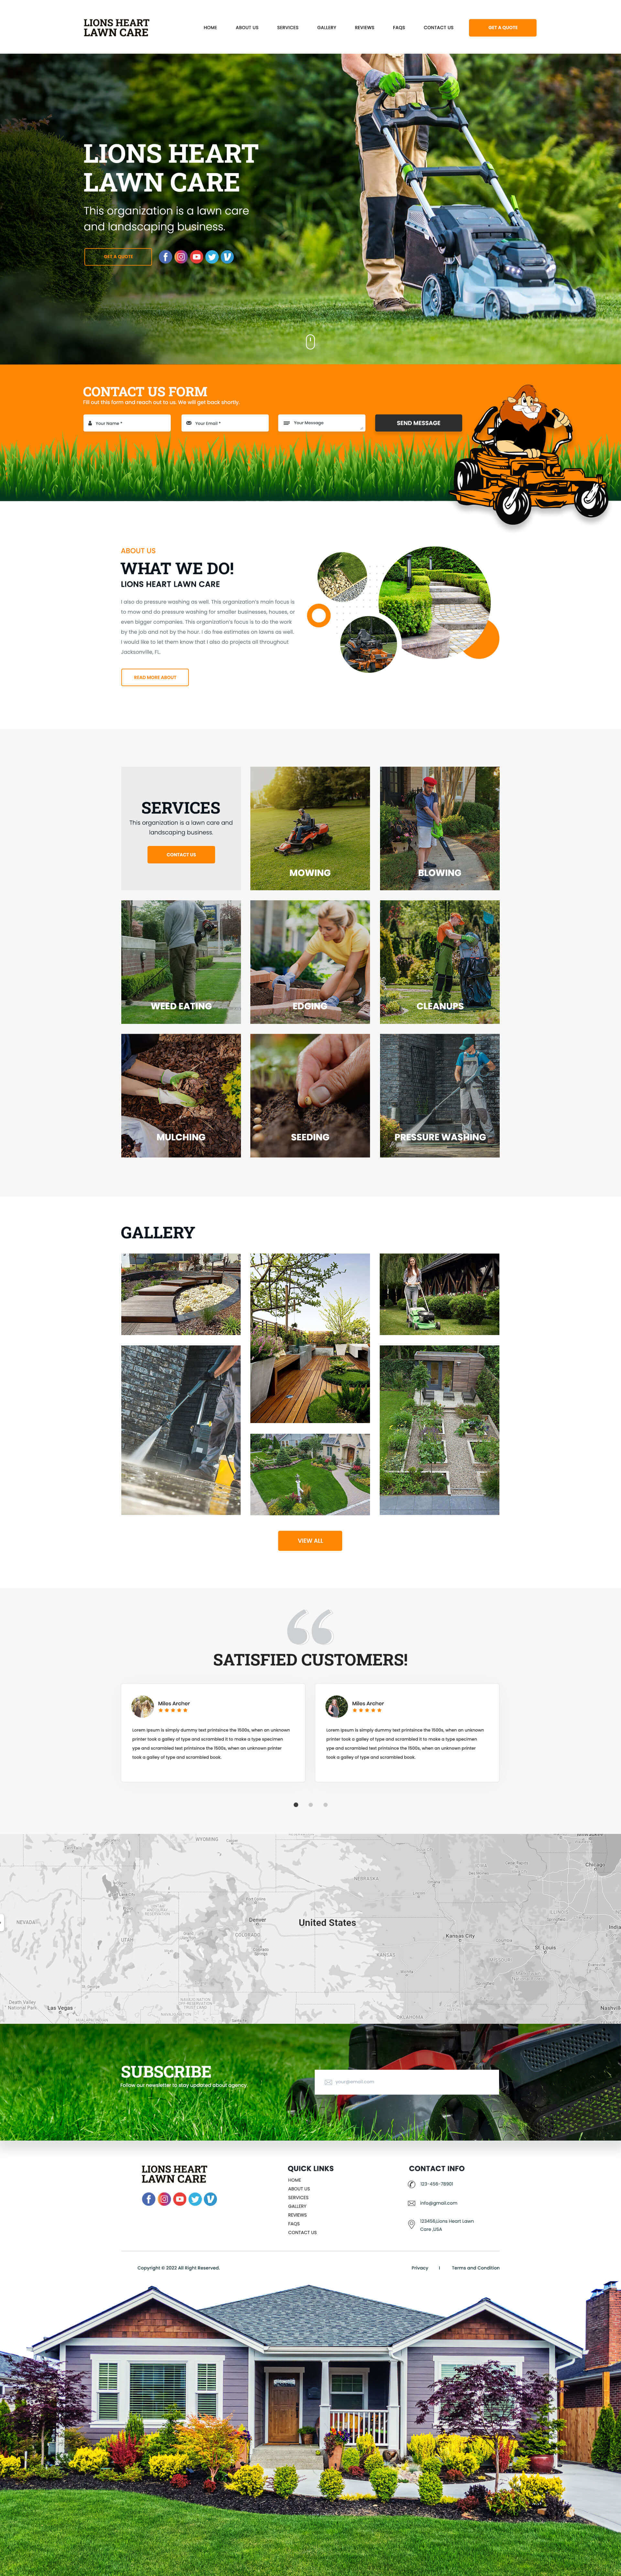 LIONS HEART
LAWN CARE
HOME
ABOUT US
SERVICES
GALLERY
REVIEWS
FAQS
CONTACT US
GET A QUOTE
LIONS HEART
LAWN CARE
This organization is a lawn care
and landscaping business.
GET A QUOTE
CONTACT US FORM
Fill out this form and reach out to us. We will get back shortly.
Your Name *
Your Email *
Your Message
SEND MESSAGE
ABOUT US
WHAT WE DO!
LIONS HEART LAWN CARE
I also do pressure washing as well. This organization's main focus is
to mow and do pressure washing for smaller businesses, houses, or
even bigger companies. This organization's focus is to do the work
by the job and not by the hour. I do free estimates on lawns as well.
I would like to let them know that I also do projects all throughout
Jacksonville, FL.
READ MORE ABOUT
SERVICES
This organization is a lawn care and
landscaping business.
CONTACT US
MOWING
BLOWING
WEED EATING
EDGING
CLEANUPS
MULCHING
SEEDING
PRESSURE WASHING
GALLERY
VIEW ALL
SATISFIED CUSTOMERS!
Miles Archer
Lorem Ipsum is simply dummy text printsince the 1500s, when an unknown
printer took a galley of type and scrambled it to make a type specimen
ype and scrambled text printsince the 1500s, when an unknown printer
took a galley of type and scrambled book.
Miles Archer
Lorem Ipsum is simply dummy text printsince the 1500s, when an unknown
printer took a galley of type and scrambled it to make a type specimen
ype and scrambled text printsince the 1500s, when an unknown printer
took a galley of type and scrambled book.
WYOMING
Chicago
NEBRASKA
NEVADA
Denver
United States
UTAH
COLORADO
Colorado
Springs
Kansas City
St. Louis
KANSAS
Death Valley
National Park
Las Vegas
OKLAHOMA
Nashvil
SUBSCRIBE
Follow our newsletter to stay updated about agency.
your@email.com
LIONS HEART
LAWN CARE
QUICK LINKS
HOME
ABOUT US
SERVICES
GALLERY
REVIEWS
FAQS
CONTACT US
CONTACT INFO
123-456-78901
info@gmail.com
123456,Lions Heart Lawn
Care ,USA
Copyright © 2022 All Right Reserved.
Privacy
Terms and Condition